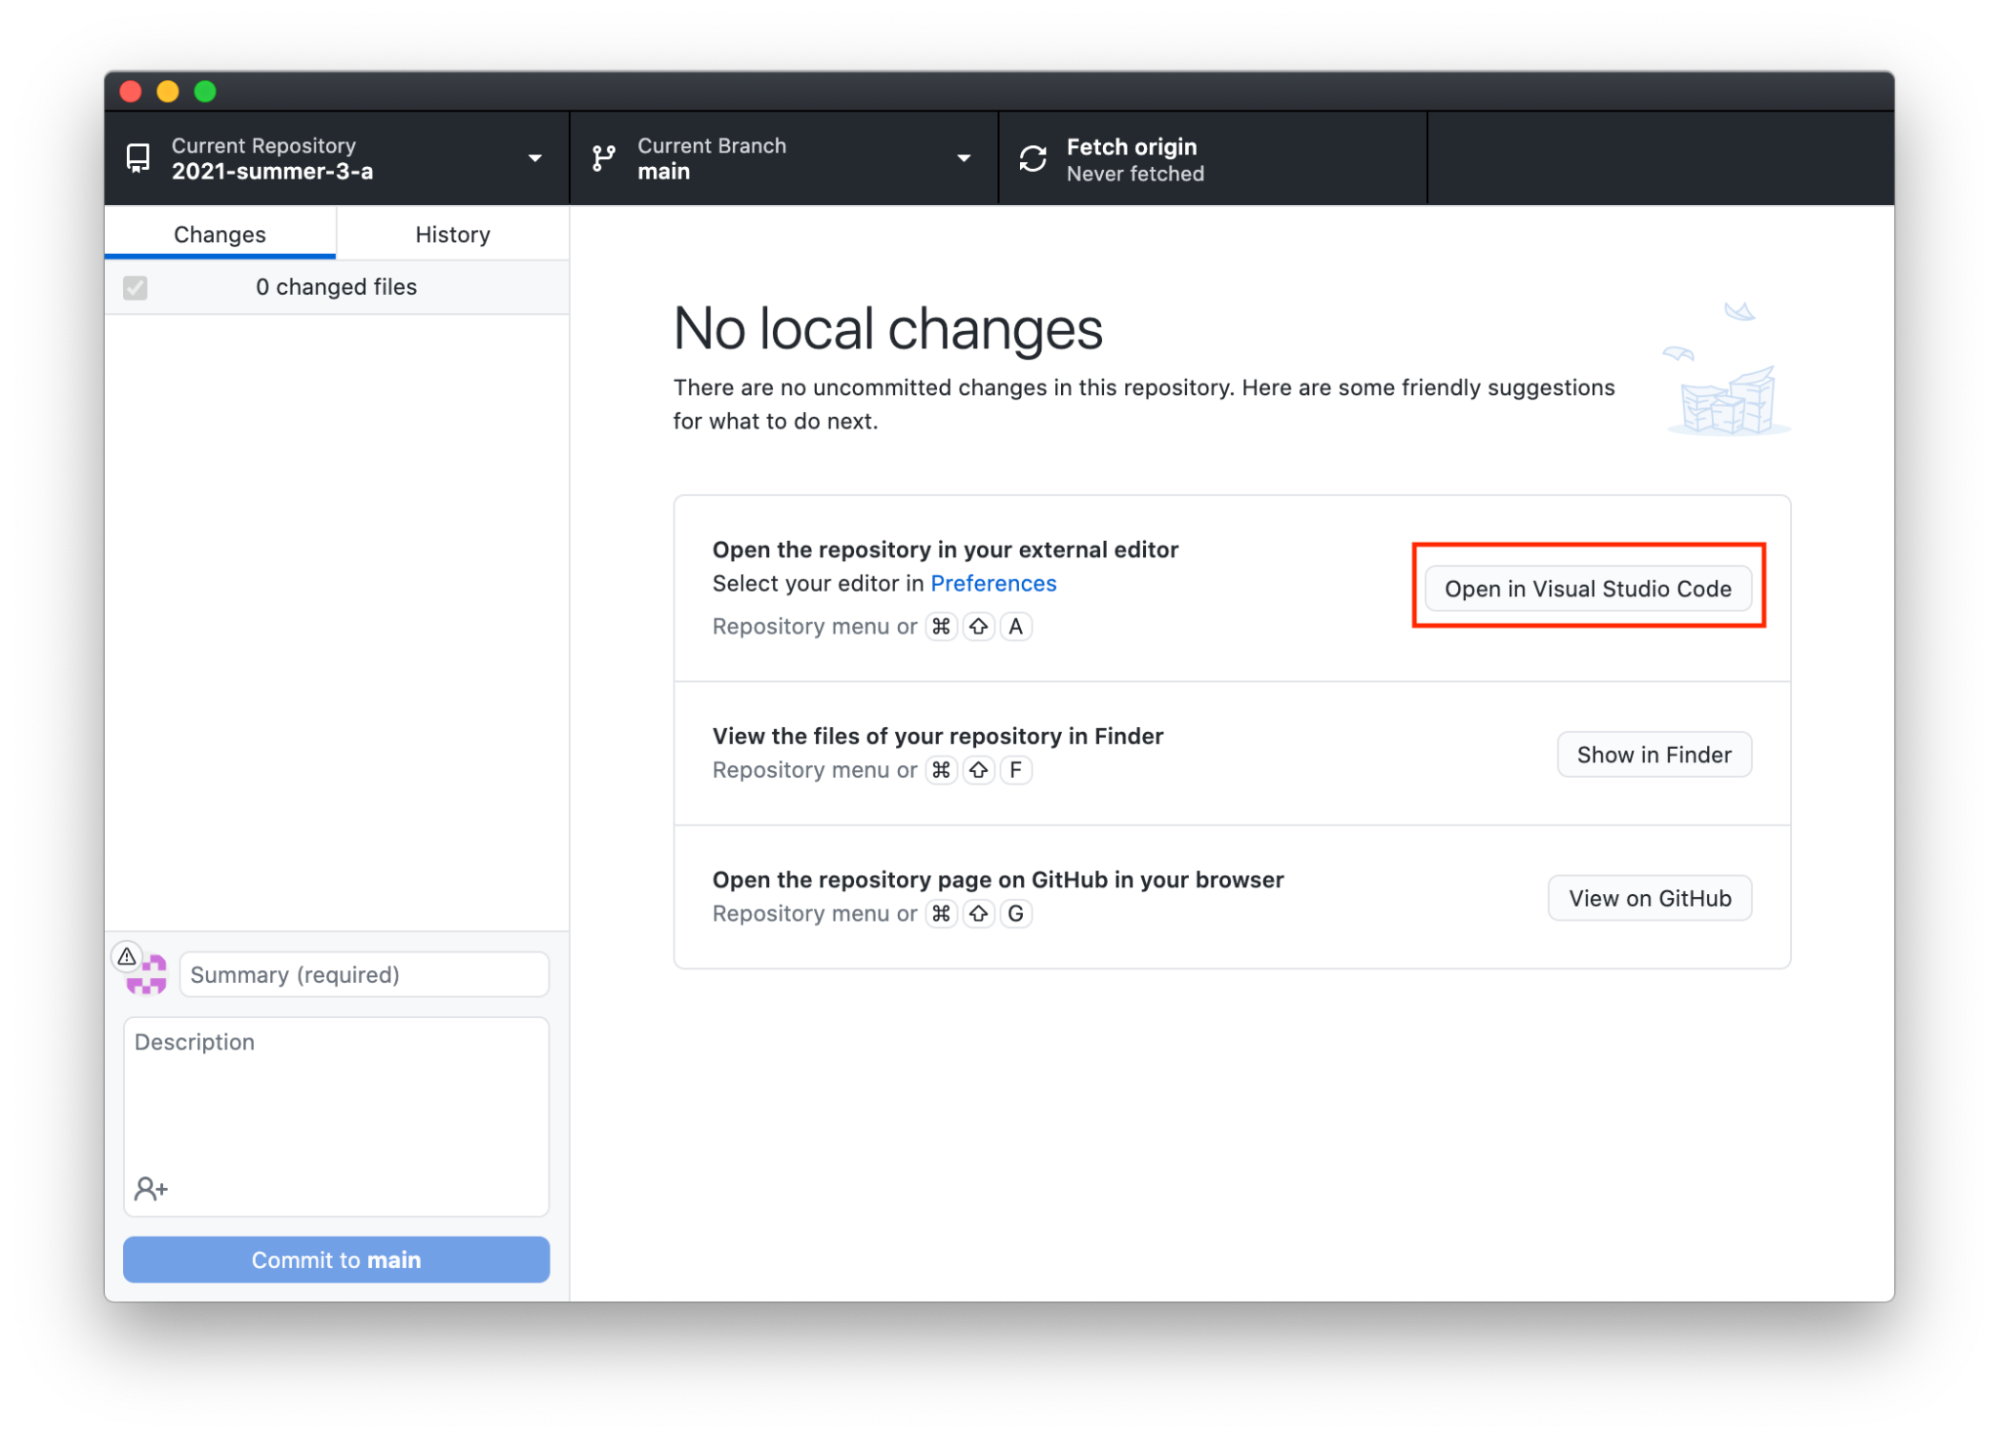 Current Repository
2021-summer-3-a
Current Branch
main
Fetch origin
Never fetched
Changes
History
0 changed files
No local changes
There are no uncommitted changes in this repository. Here are some friendly suggestions
for what to do next.
Open the repository in your external editor
Select your editor in Preferences
Repository menu or ⌘ ⇧ A
Open in Visual Studio Code
View the files of your repository in Finder
Repository menu or ⌘ ⇧ F
Show in Finder
Open the repository page on GitHub in your browser
Repository menu or ⌘ ⇧ G
View on GitHub
Summary (required)
Description
Commit to main